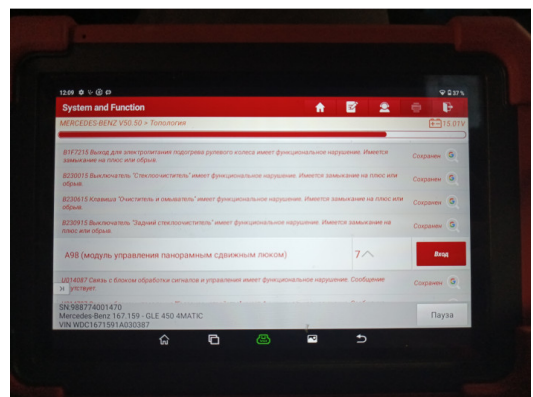 12:09
37%
System and Function
MERCEDES-BENZ V50.50 > Топология
15.01V
B1F7215 Выход для электропитания подогрева рулевого колеса имеет функциональное нарушение. Имеется
замыкание на плюс или обрыв.
Сохранен
B230015 Выключатель "Стеклоочиститель" имеет функциональное нарушение. Имеется замыкание на плюс или
обрыв.
Сохранен
B230615 Клавиша "Очиститель и омыватель" имеет функциональное нарушение. Имеется замыкание на плюс или
обрыв.
Сохранен
B230915 Выключатель "Задний стеклоочиститель" имеет функциональное нарушение. Имеется замыкание на
плюс или обрыв.
Сохранен
A98 (модуль управления панорамным сдвижным люком)
7
Вход
U014087 Связь с блоком обработки сигналов и управления имеет функциональное нарушение. Сообщение
отсутствует.
Сохранен
SN:988774001470
Mercedes-Benz 167.159 - GLE 450 4MATIC
VIN WDC1671591A030387
Пауза